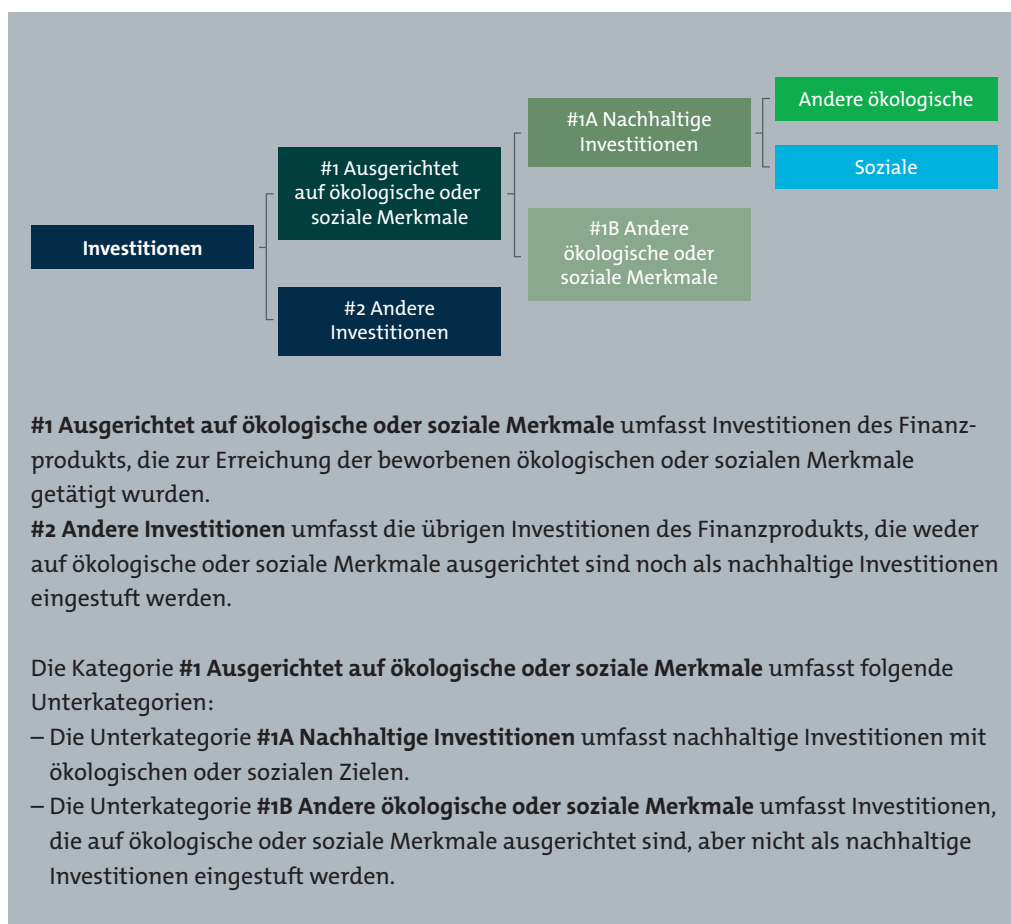 Andere ökologische
#1A Nachhaltige
Investitionen
Soziale
#1 Ausgerichtet
auf ökologische oder
soziale Merkmale
#1B Andere
ökologische oder
soziale Merkmale
Investitionen
#2 Andere
Investitionen
#1 Ausgerichtet auf ökologische oder soziale Merkmale umfasst Investitionen des Finanz-
produkts, die zur Erreichung der beworbenen ökologischen oder sozialen Merkmale
getätigt wurden.
#2 Andere Investitionen umfasst die übrigen Investitionen des Finanzprodukts, die weder
auf ökologische oder soziale Merkmale ausgerichtet sind noch als nachhaltige Investitionen
eingestuft werden.
Die Kategorie #1 Ausgerichtet auf ökologische oder soziale Merkmale umfasst folgende
Unterkategorien:
– Die Unterkategorie #1A Nachhaltige Investitionen umfasst nachhaltige Investitionen mit
ökologischen oder sozialen Zielen.
– Die Unterkategorie #1B Andere ökologische oder soziale Merkmale umfasst Investitionen,
die auf ökologische oder soziale Merkmale ausgerichtet sind, aber nicht als nachhaltige
Investitionen eingestuft werden.